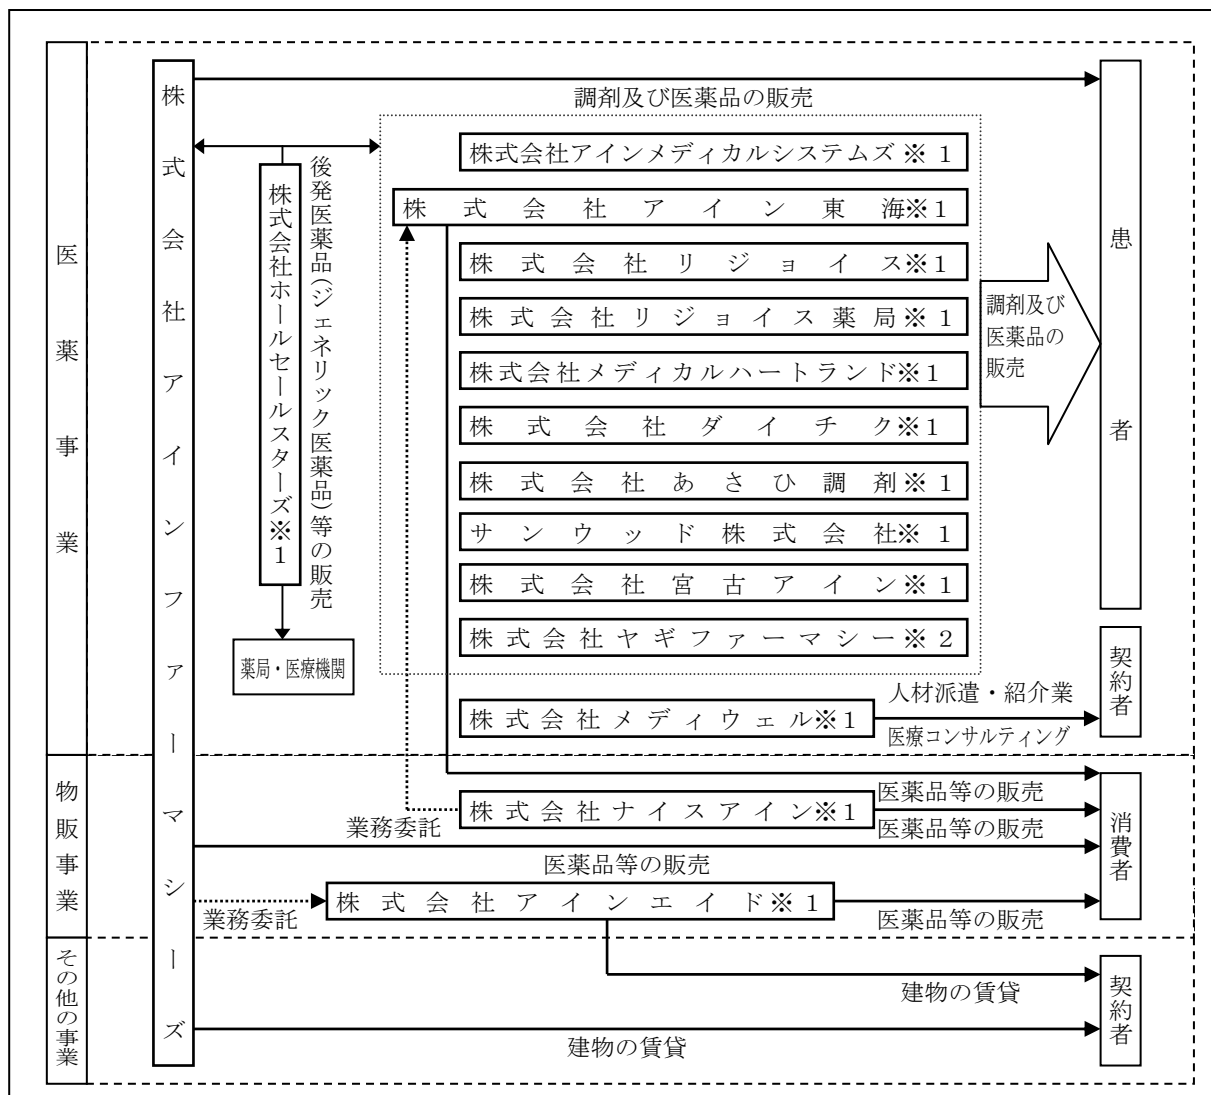 医薬事業
物販事業
その他の事業
株式会社アインファーマシーズ
調剤及び医薬品の販売
株式会社ホールセールスターズ※1
後発医薬品(ジェネリック医薬品)等の販売
薬局・医療機関
株式会社アインメディカルシステムズ※1
株式会社アイン東海※1
株式会社リジョイス※1
株式会社リジョイス薬局※1
株式会社メディカルハートランド※1
株式会社ダイチク※1
株式会社あさひ調剤※1
サンウッド株式会社※1
株式会社宮古アイン※1
株式会社ヤギファーマシー※2
調剤及び
医薬品の
販売
患者
株式会社メディウェル※1
人材派遣・紹介業
医療コンサルティング
契約者
医薬品等の販売
株式会社ナイスアイン※1
業務委託
医薬品等の販売
医薬品等の販売
消費者
業務委託
株式会社アインエイド※1
医薬品等の販売
建物の賃貸
建物の賃貸
契約者